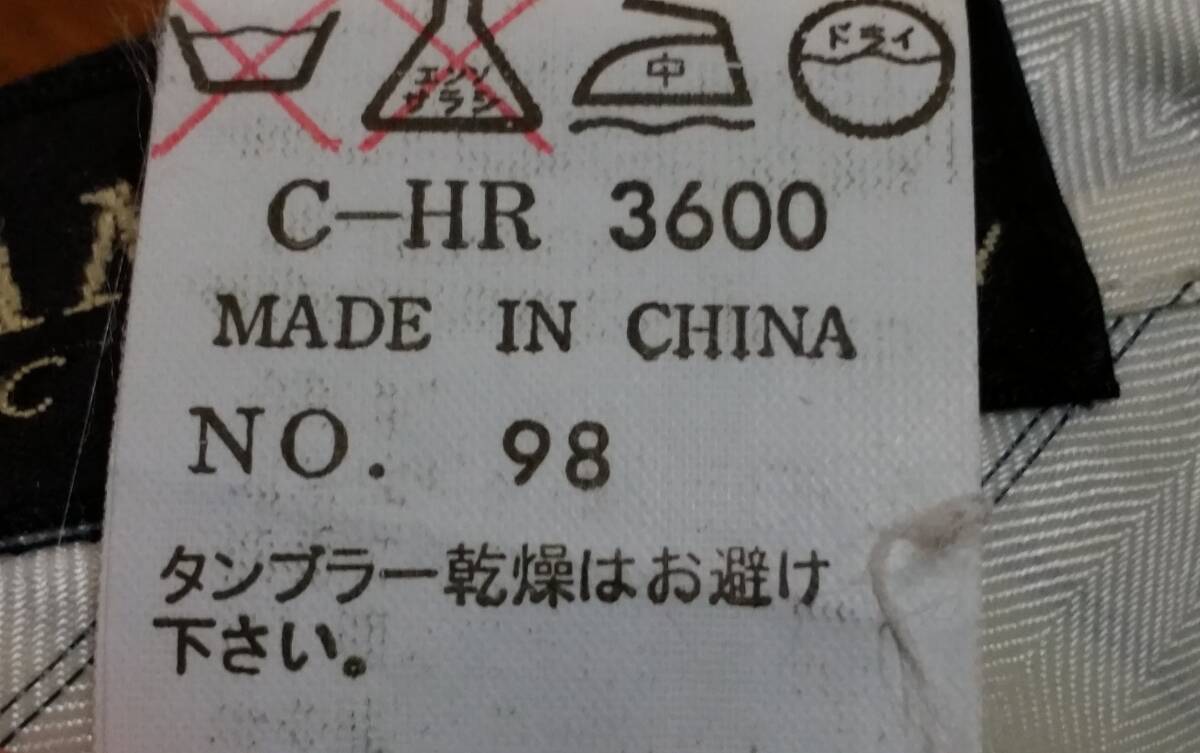 エンソ
サラシ
中
ドライ
C-HR 3600
MADE IN CHINA
NO. 98
タンブラー乾燥はお避け
下さい。